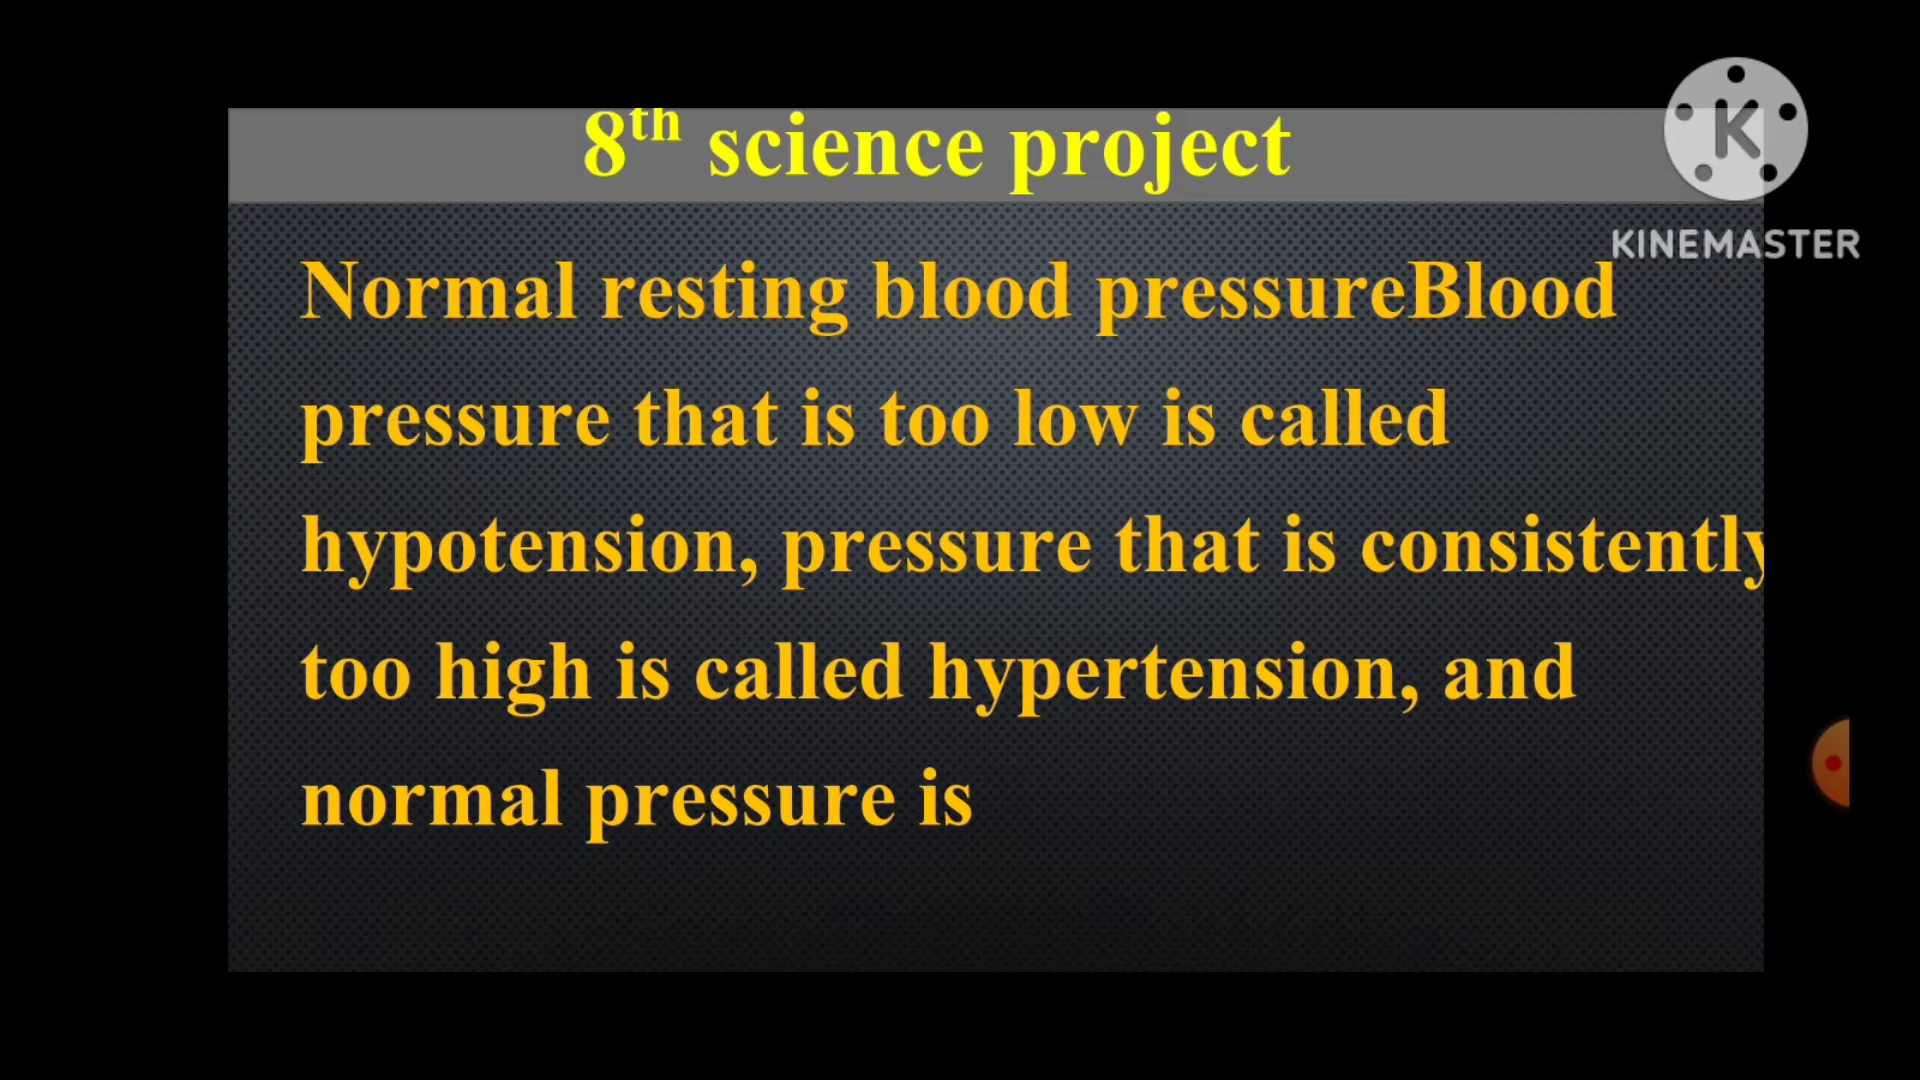 8th science project
K
KINEMASTER
Normal resting blood pressureBlood
pressure that is too low is called
hypotension, pressure that is consistently
too high is called hypertension, and
normal pressure is